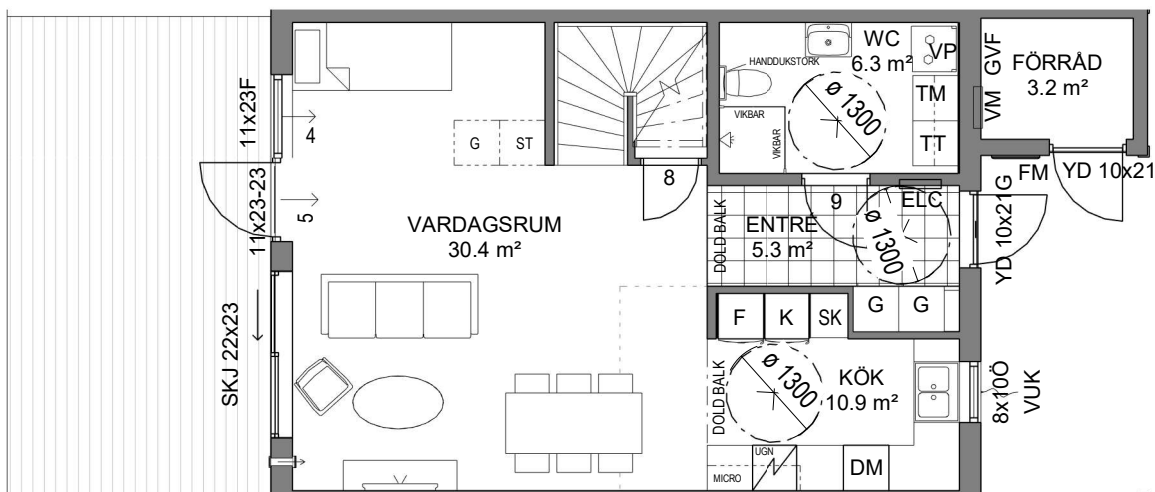 WC
6.3 m²
VP
HANDDUKSTORK
GVF
VM
FÖRRÅD
3.2 m²
11x23F
4
G
ST
VIKBAR
VIKBAR
ø 1300
TM
TT
8
9
ELC
FM
YD 10x21
11x23-23
5
VARDAGSRUM
30.4 m²
DOLD BALK
ENTRE
5.3 m²
ø 1300
YD 10x21G
SKJ 22x23
F
K
SK
G
G
DOLD BALK
ø 1300
KÖK
10.9 m²
8x10Ö
VUK
UGN
MICRO
DM